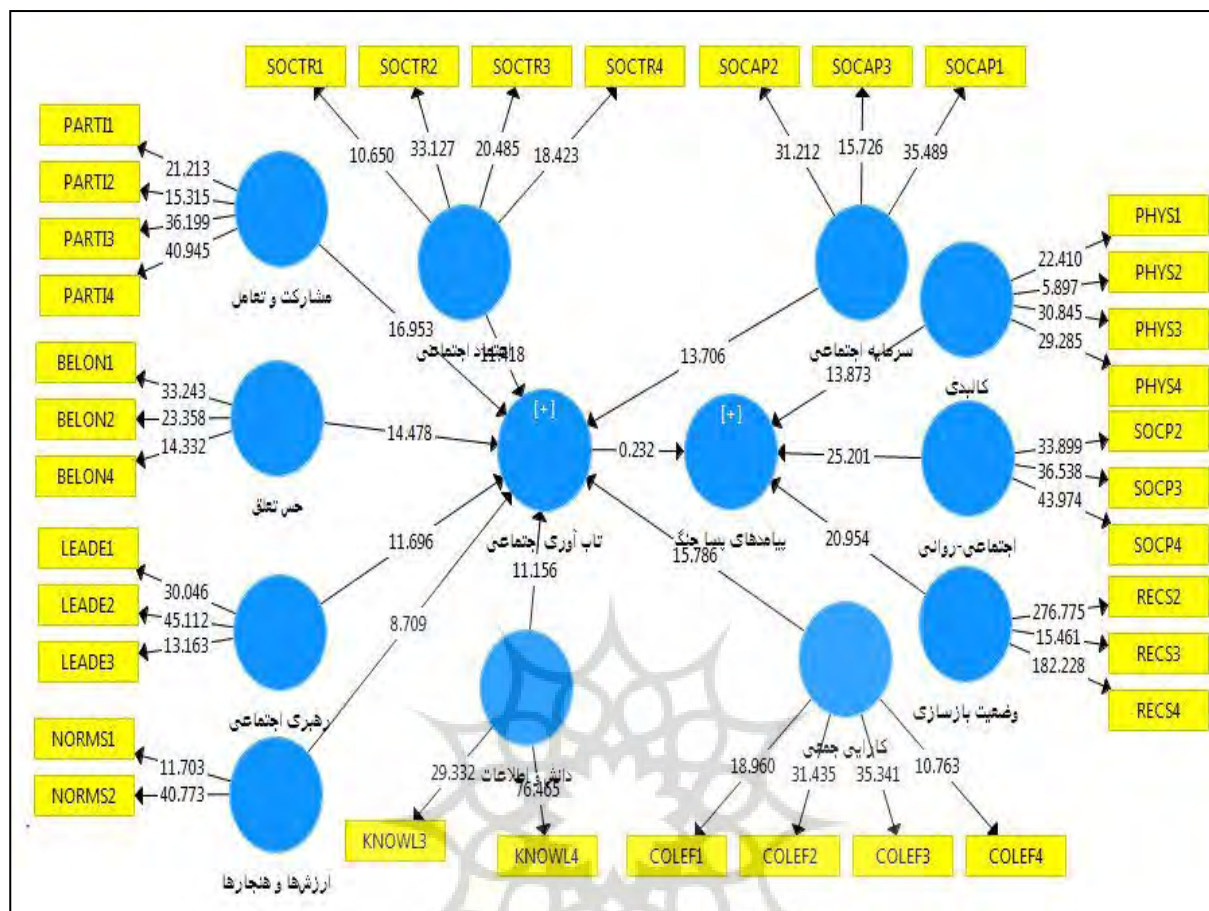 SOCTR1 SOCTR2 SOCTR3 SOCTR4 SOCAP2 SOCAP3 SOCAP1
10.650 33.127 20.485 18.423 31.212 15.726 35.489
PARTI1
PARTI2
PARTI3
PARTI4
21.213
15.315
36.199
40.945
مشارکت و تعامل
16.953
اعتماد اجتماعی
سرمایه اجتماعی
13.706
PHYS1
PHYS2
PHYS3
PHYS4
22.410
5.897
30.845
29.285
کالبدی
13.873
BELON1
BELON2
BELON4
33.243
23.358
14.332
حس تعلق
14.478
[+]
تاب آوری اجتماعی
0.232
[+]
پیامدهای پسا جنگ
25.201
SOCP2
SOCP3
SOCP4
33.899
36.538
43.974
اجتماعی-روانی
LEADE1
LEADE2
LEADE3
30.046
45.112
13.163
رهبری اجتماعی
11.696
11.156
15.786
20.954
RECS2
RECS3
RECS4
276.775
15.461
182.228
وضعیت بازسازی
NORMS1
NORMS2
11.703
40.773
ارزش‌ها و هنجارها
8.709
دانش و اطلاعات
29.332
76.465
KNOWL3
KNOWL4
کارایی جمعی
18.960
31.435
35.341
10.763
COLEF1
COLEF2
COLEF3
COLEF4